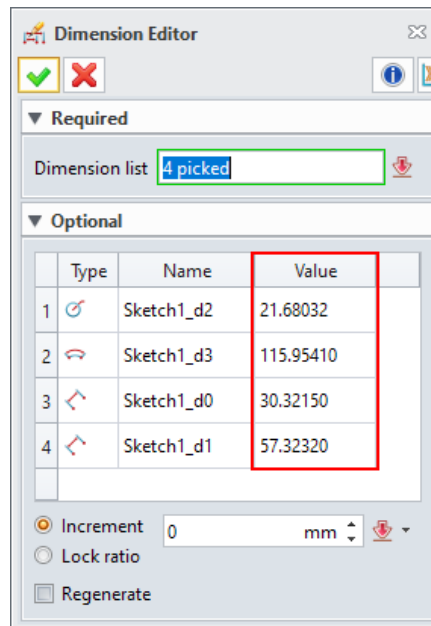 Dimension Editor
Required
Dimension list 4 picked
Optional
Type Name Value
1 Sketch1_d2 21.68032
2 Sketch1_d3 115.95410
3 Sketch1_d0 30.32150
4 Sketch1_d1 57.32320
Increment 0 mm
Lock ratio
Regenerate